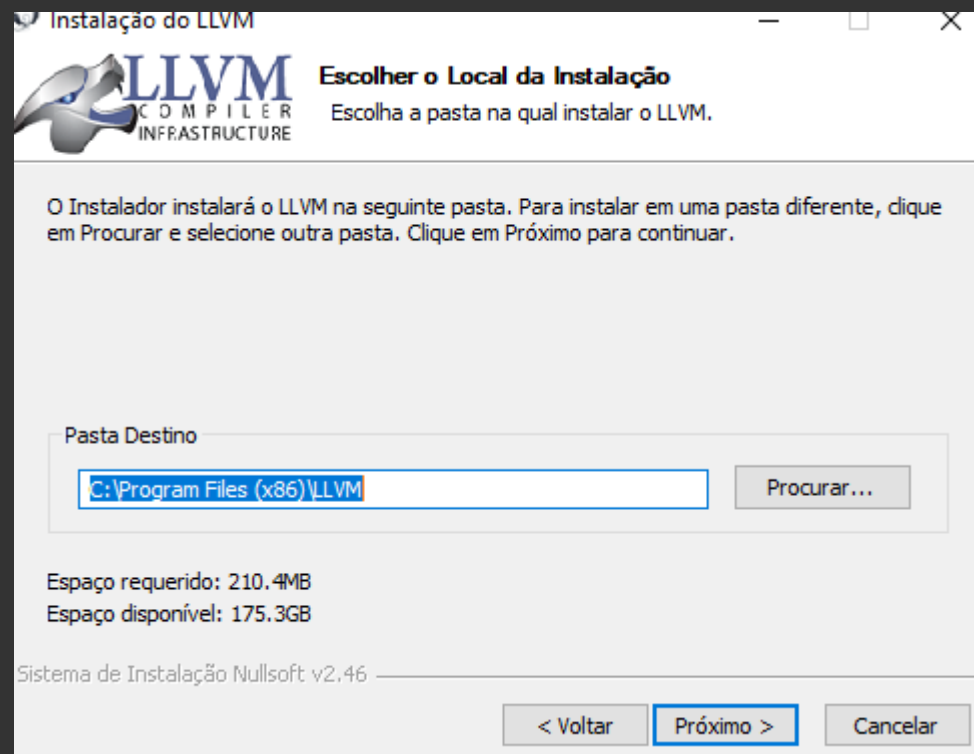 Instalação do LLVM
LLVM
COMPILER
INFRASTRUCTURE
Escolher o Local da Instalação
Escolha a pasta na qual instalar o LLVM.
O Instalador instalará o LLVM na seguinte pasta. Para instalar em uma pasta diferente, clique
em Procurar e selecione outra pasta. Clique em Próximo para continuar.
Pasta Destino
C:\Program Files (x86)\LLVM
Procurar...
Espaço requerido: 210.4MB
Espaço disponível: 175.3GB
Sistema de Instalação Nullsoft v2.46
< Voltar Próximo > Cancelar